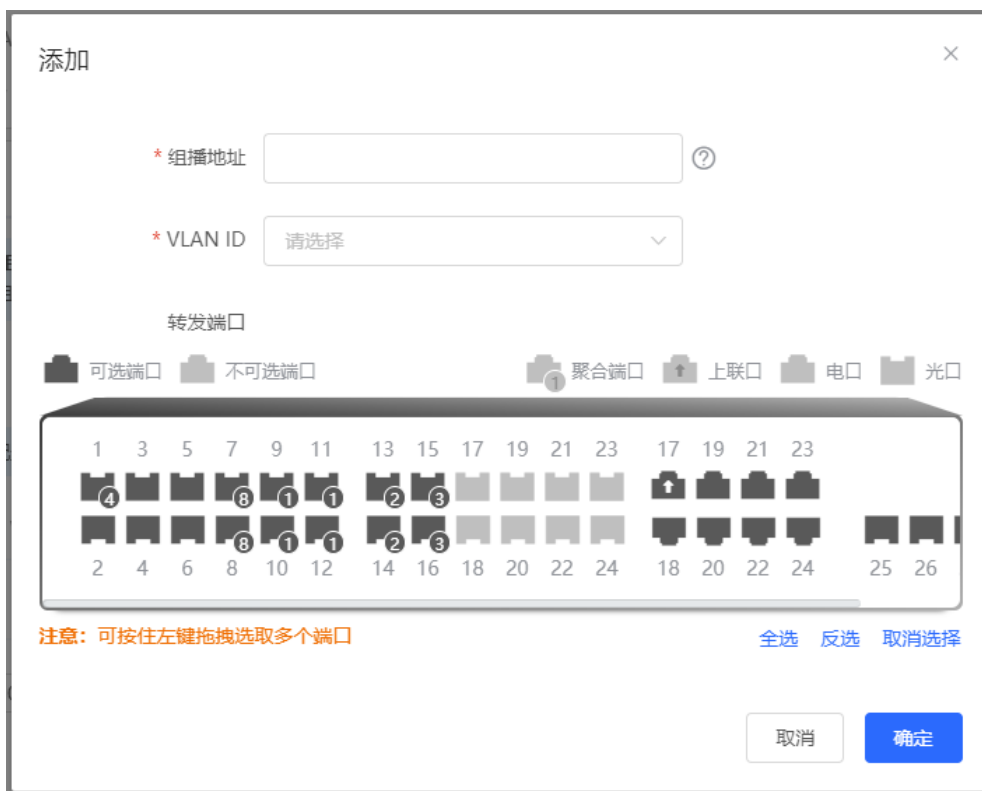 添加
* 组播地址
* VLAN ID 请选择
转发端口
可选端口 不可选端口 1 聚合端口 上联口 电口 光口
1 3 5 7 9 11 13 15 17 19 21 23 17 19 21 23
4 8 1 1 2 3
8 1 1 2 3
2 4 6 8 10 12 14 16 18 20 22 24 18 20 22 24 25 26
注意：可按住左键拖拽选取多个端口 全选 反选 取消选择
取消 确定